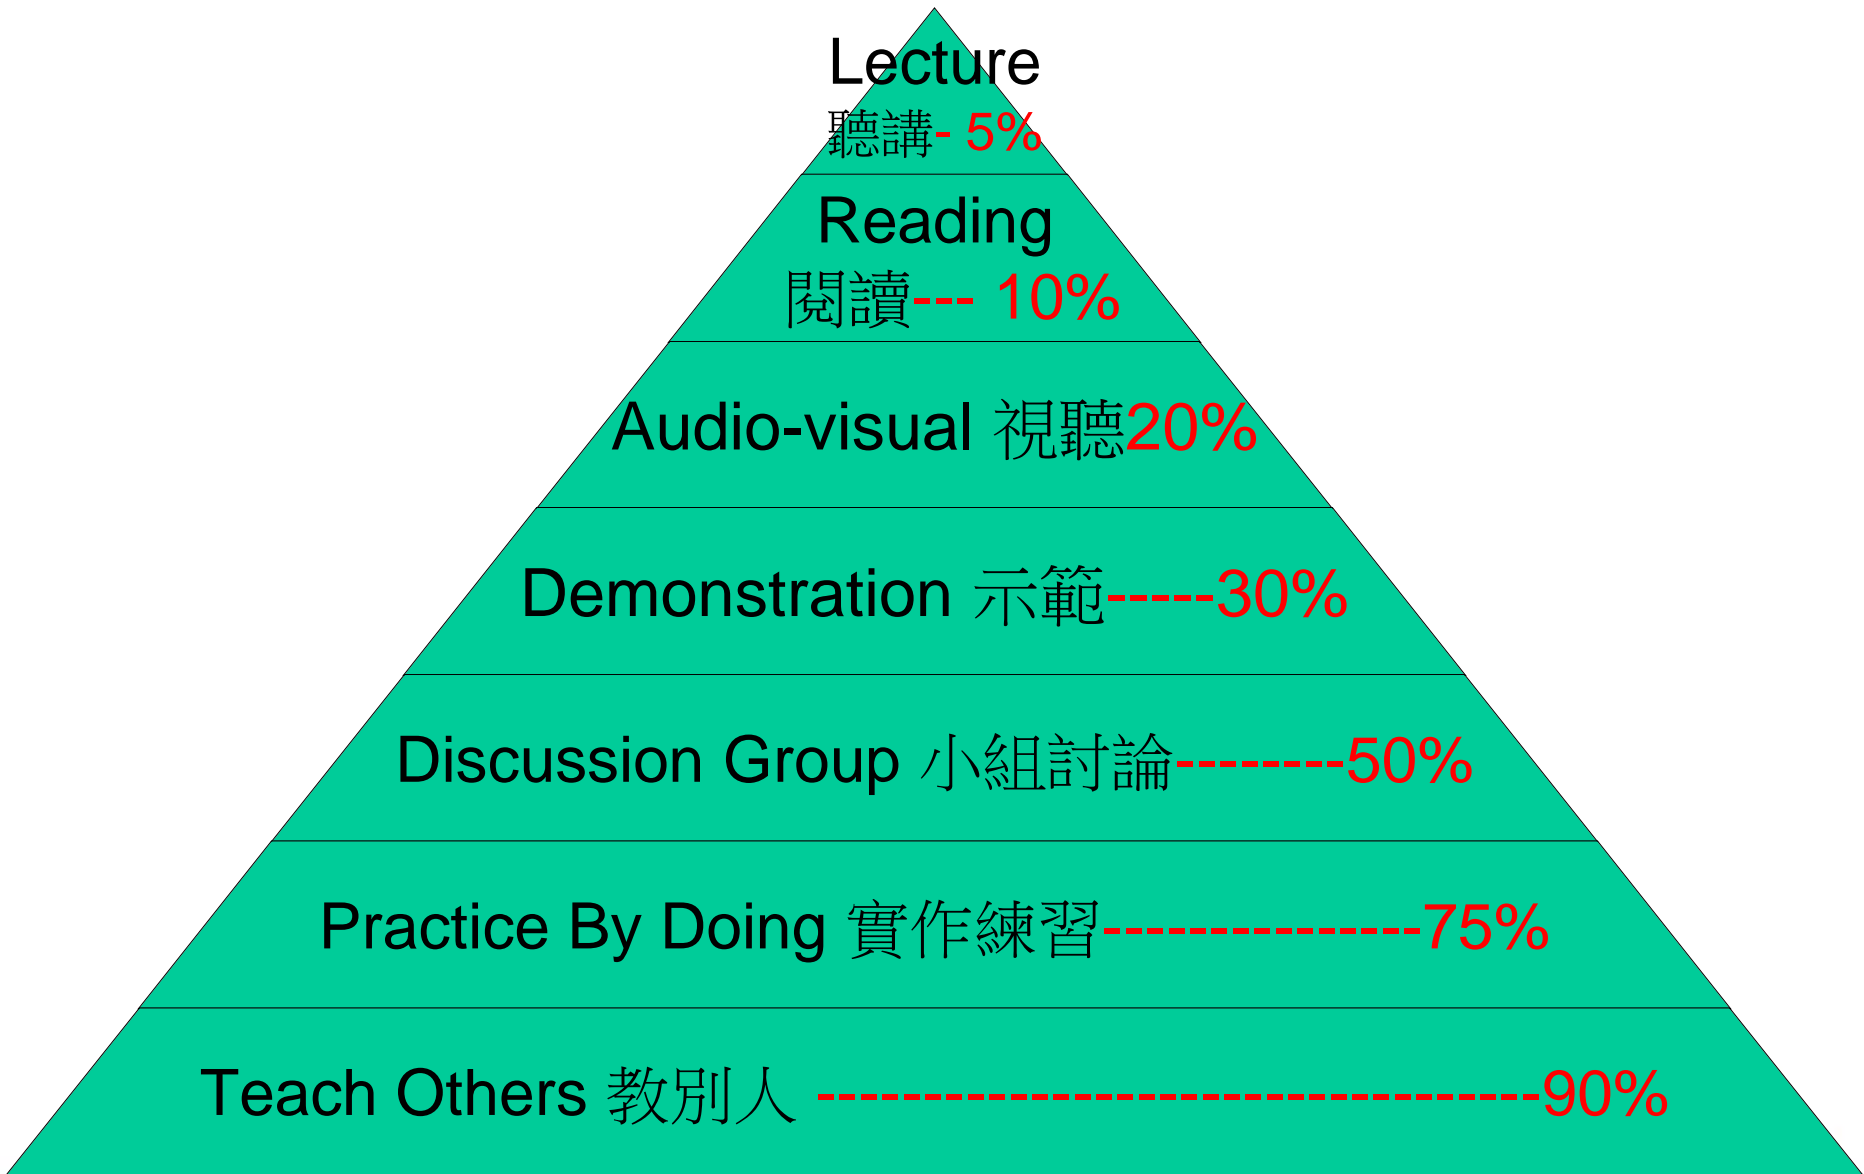 Lecture
聽講- 5%
Reading
閱讀--- 10%
Audio-visual 視聽20%
Demonstration 示範-----30%
Discussion Group 小組討論--------50%
Practice By Doing 實作練習---------------75%
Teach Others 教別人 ----------------------------------90%